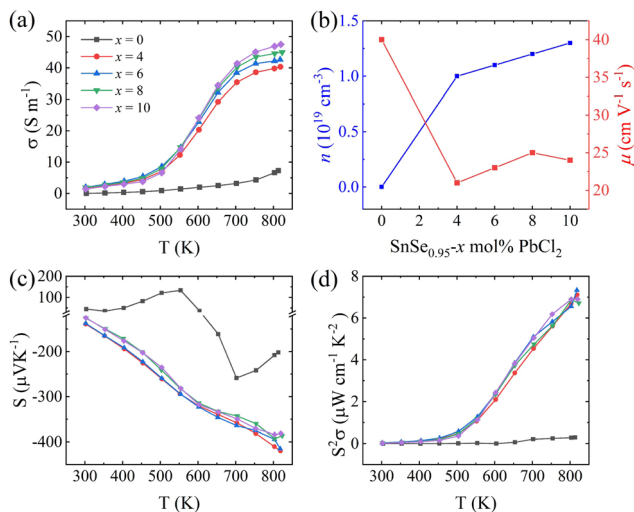 (a)
σ (S m⁻¹)
50
40
30
20
10
0
x = 0
x = 4
x = 6
x = 8
x = 10
300 400 500 600 700 800
T (K)
(b)
n (10¹⁹ cm⁻³)
1.0
0.5
0.0
40
35
30
25
20
μ (cm V⁻¹ s⁻¹)
0 2 4 6 8 10
SnSe₀.₉₅-x mol% PbCl₂
(c)
S (μVK⁻¹)
200
100
-200
-300
-400
300 400 500 600 700 800
T (K)
(d)
S²σ (μW cm⁻¹ K⁻²)
8
6
4
2
0
300 400 500 600 700 800
T (K)